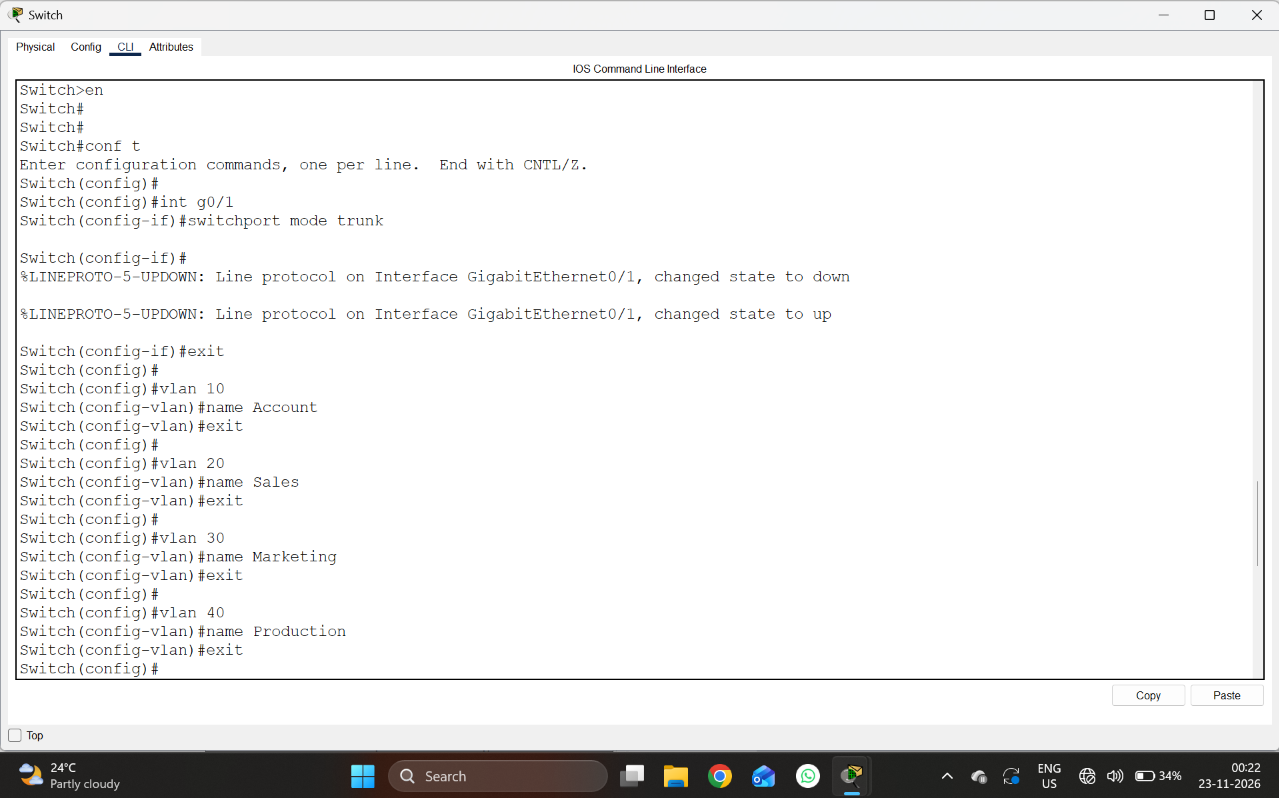 Switch
Physical Config CLI Attributes
IOS Command Line Interface
Switch>en
Switch#
Switch#
Switch#conf t
Enter configuration commands, one per line.  End with CNTL/Z.
Switch(config)#
Switch(config)#int g0/1
Switch(config-if)#switchport mode trunk
Switch(config-if)#
%LINEPROTO-5-UPDOWN: Line protocol on Interface GigabitEthernet0/1, changed state to down
%LINEPROTO-5-UPDOWN: Line protocol on Interface GigabitEthernet0/1, changed state to up
Switch(config-if)#exit
Switch(config)#
Switch(config)#vlan 10
Switch(config-vlan)#name Account
Switch(config-vlan)#exit
Switch(config)#
Switch(config)#vlan 20
Switch(config-vlan)#name Sales
Switch(config-vlan)#exit
Switch(config)#
Switch(config)#vlan 30
Switch(config-vlan)#name Marketing
Switch(config-vlan)#exit
Switch(config)#
Switch(config)#vlan 40
Switch(config-vlan)#name Production
Switch(config-vlan)#exit
Switch(config)#
Copy Paste
Top
24°C
Partly cloudy
Search
ENG
US
34%
00:22
23-11-2026